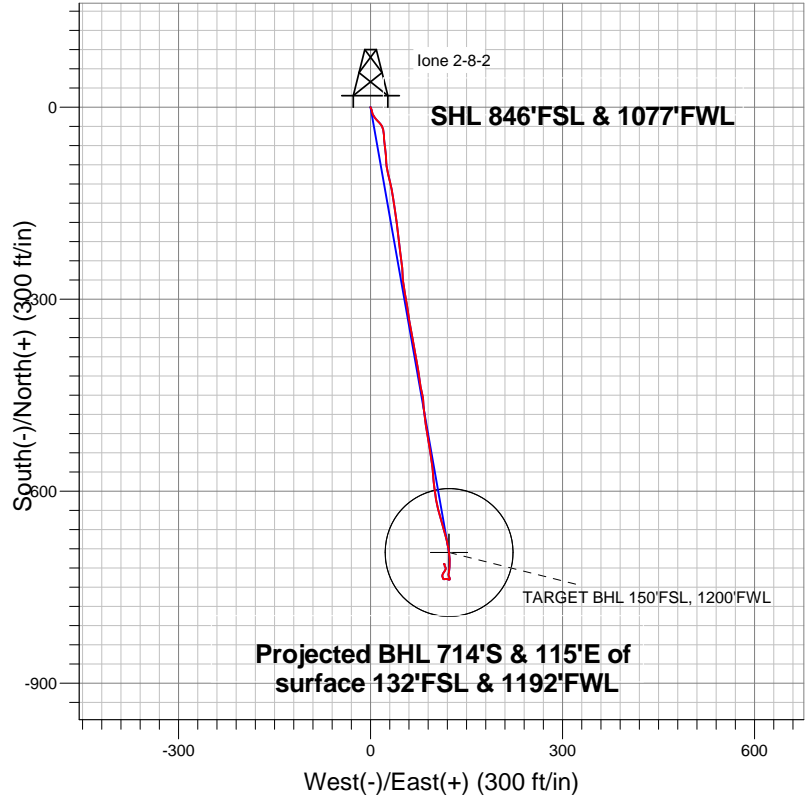 Ione 2-8-2
0
SHL 846'FSL & 1077'FWL
South(-)/North(+) (300 ft/in)
-300
-600
TARGET BHL 150'FSL, 1200'FWL
Projected BHL 714'S & 115'E of
surface 132'FSL & 1192'FWL
-900
-300 0 300 600
West(-)/East(+) (300 ft/in)